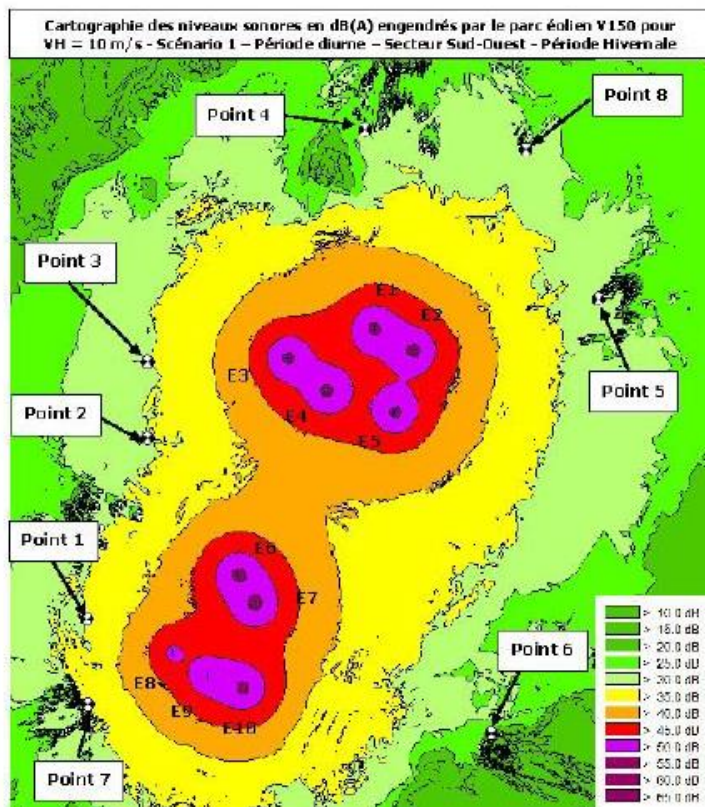 Cartographie des niveaux sonores en dB(A) engendrés par le parc éolien V150 pour
VH = 10 m/s - Scénario 1 – Période diurne – Secteur Sud-Ouest - Période Hivernale
Point 4
Point 8
Point 3
E1
E2
E3
Point 5
Point 2
E4
E5
Point 1
E6
E7
Point 6
E8
E9
E10
Point 7
> 10.0 dB
> 15.0 dB
> 20.0 dB
> 25.0 dB
> 30.0 dB
> 35.0 dB
> 40.0 dB
> 45.0 dB
> 50.0 dB
> 55.0 dB
> 60.0 dB
> 65.0 dB